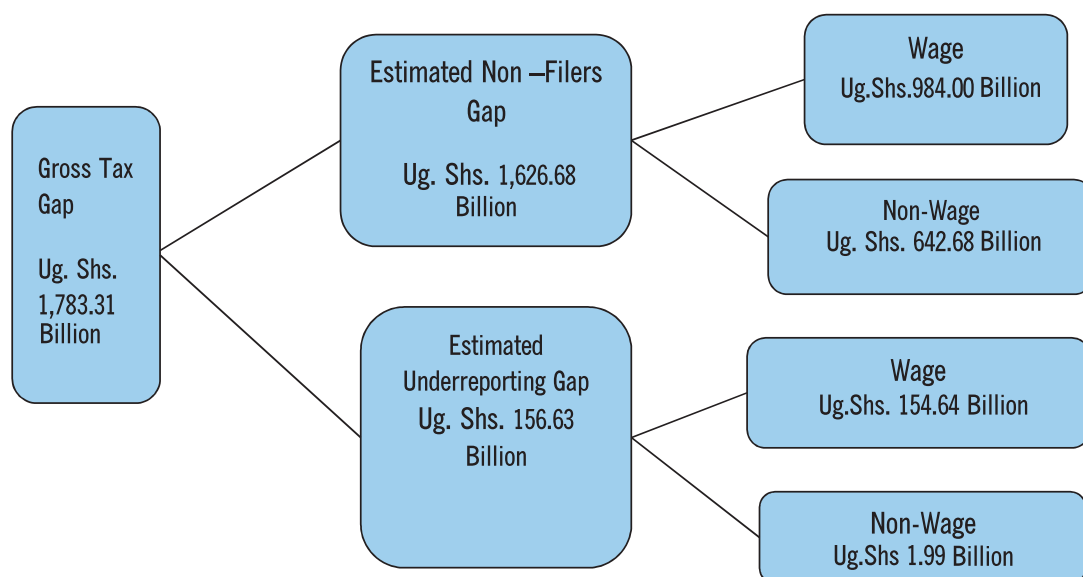 Gross Tax
Gap
Ug. Shs.
1,783.31
Billion
Estimated Non –Filers
Gap
Ug. Shs. 1,626.68
Billion
Wage
Ug.Shs.984.00 Billion
Non-Wage
Ug. Shs. 642.68 Billion
Estimated
Underreporting Gap
Ug. Shs. 156.63
Billion
Wage
Ug.Shs. 154.64 Billion
Non-Wage
Ug.Shs 1.99 Billion